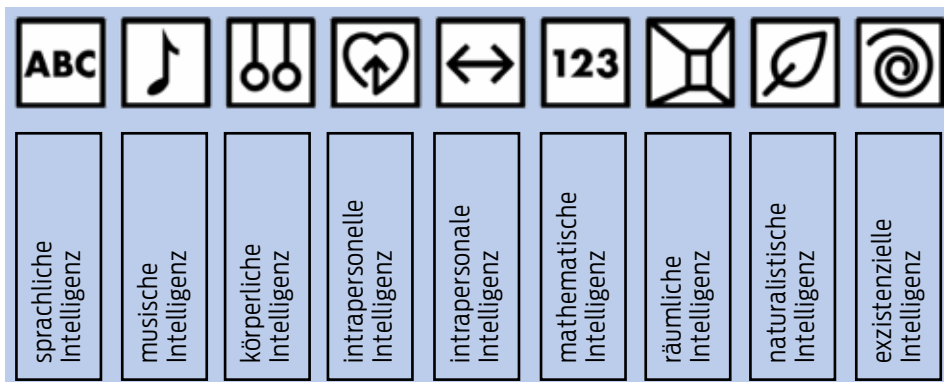 ABC
123
sprachliche
Intelligenz
musische
Intelligenz
körperliche
Intelligenz
intrapersonelle
Intelligenz
intrapersonale
Intelligenz
mathematische
Intelligenz
räumliche
Intelligenz
naturalistische
Intelligenz
exzistenzielle
Intelligenz